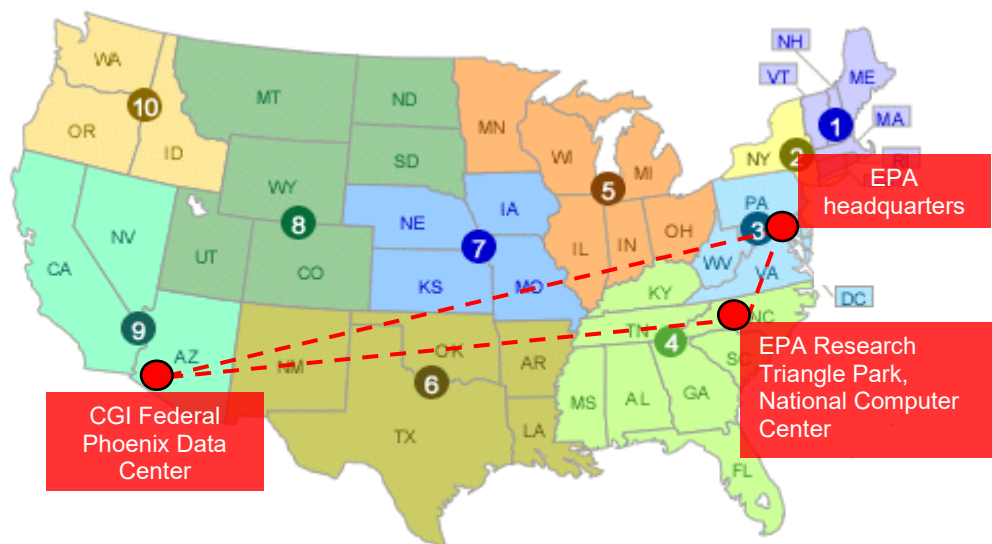 NH
WA
VT
ME
MT
ND
10
MN
OR
1
MA
ID
SD
WI
NY
2
RI
MI
WY
EPA
headquarters
5
PA
8
NE
IA
3
NV
7
IL
IN
OH
UT
WV
CA
CO
VA
KS
MO
KY
DC
9
NC
TN
AZ
OK
4
EPA Research
Triangle Park,
National Computer
Center
SC
NM
AR
6
CGI Federal
Phoenix Data
Center
MS
AL
GA
TX
LA
FL